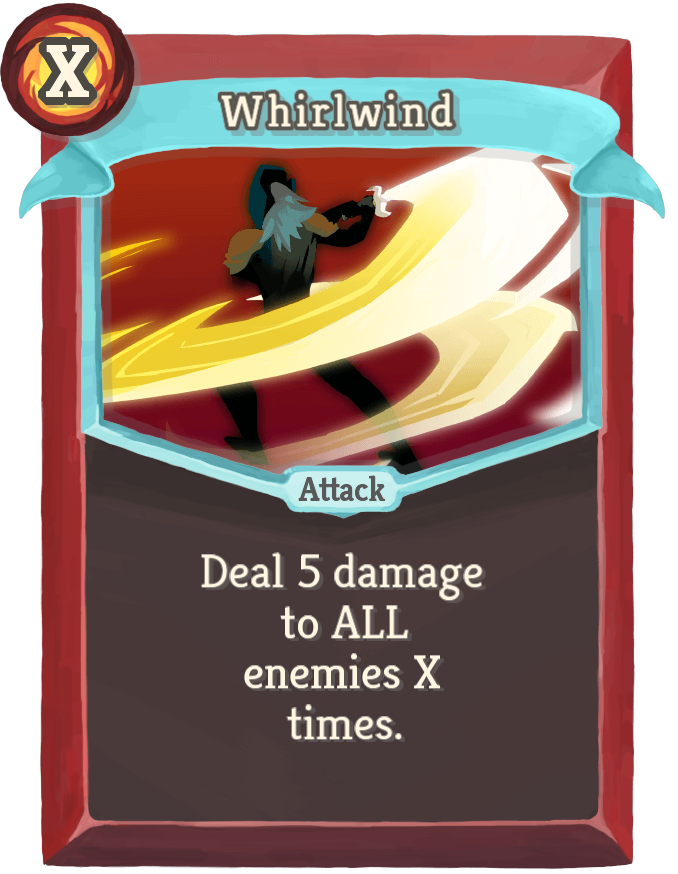 X
Whirlwind
Attack
Deal 5 damage
to ALL
enemies X
times.